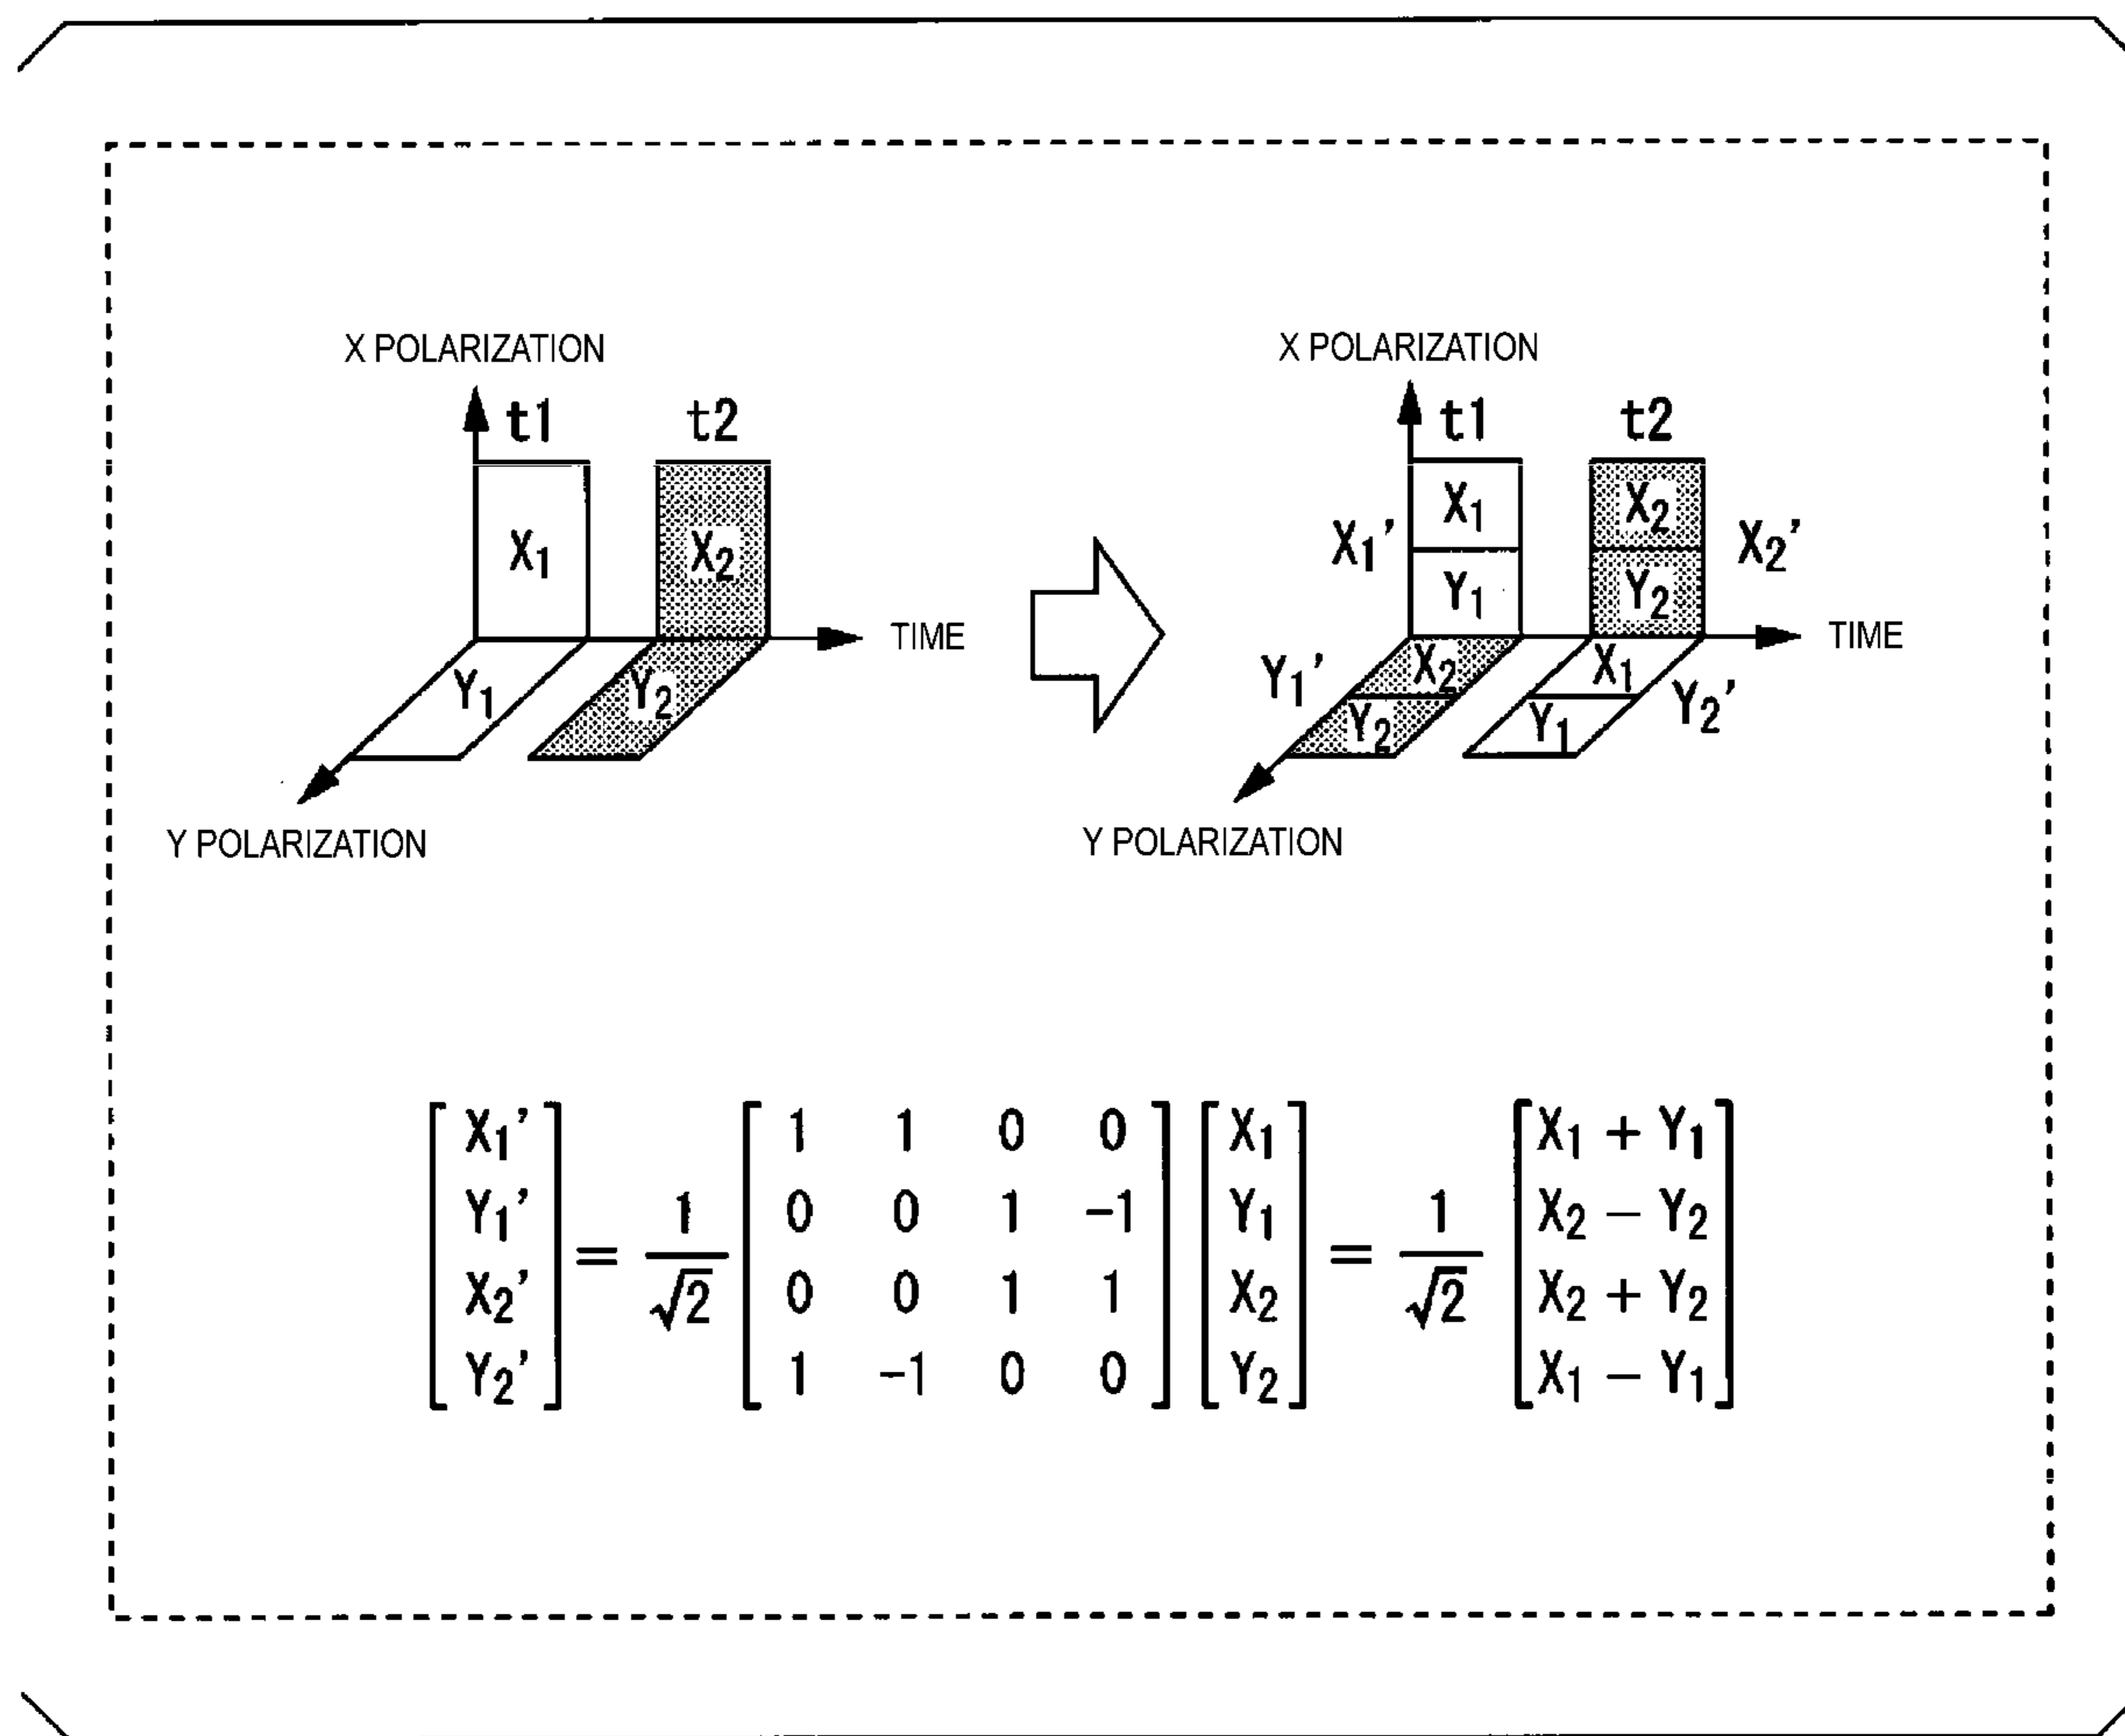 X POLARIZATION X POLARIZATION
t1 t2 t1 t2
X₁ X₂ X₁' X₁ X₂ X₂'
Y₁ Y₂
TIME TIME
Y₁ Y₂ Y₁' X₂ X₁ Y₂'
Y₂ Y₁
Y POLARIZATION Y POLARIZATION
[X₁'] = 1/√2 [1 1 0 0] [X₁] = 1/√2 [X₁ + Y₁]
[Y₁'] [0 0 1 -1] [Y₁] [X₂ − Y₂]
[X₂'] [0 0 1 1] [X₂] [X₂ + Y₂]
[Y₂'] [1 -1 0 0] [Y₂] [X₁ − Y₁]